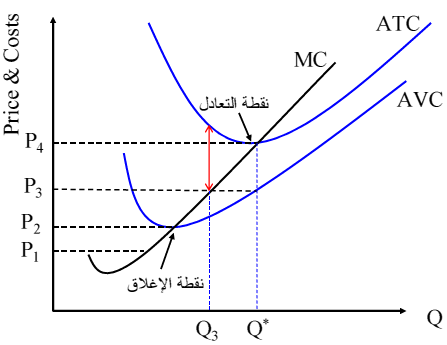 Price & Costs
ATC
MC
AVC
نقطة التعادل
P4
P3
P2
P1
نقطة الإغلاق
Q
Q3
Q*